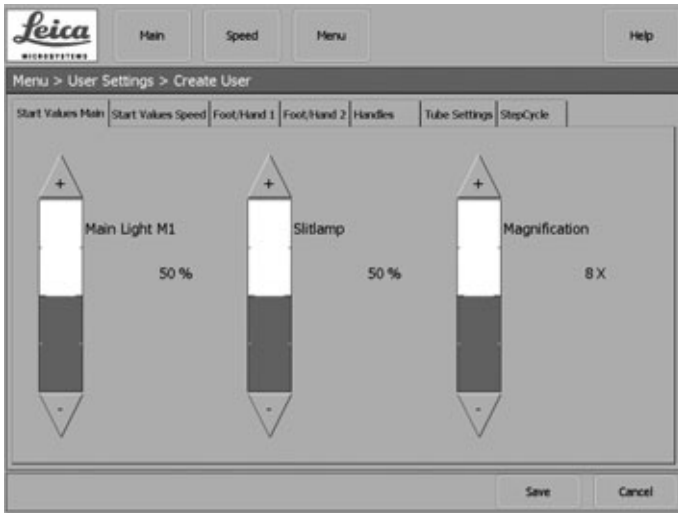 Leica
MICROSYSTEMS
Main Speed Menu Help
Menu > User Settings > Create User
Start Values Main Start Values Speed Foot/Hand 1 Foot/Hand 2 Handles Tube Settings StepCycle
+ + +
Main Light M1 Slitlamp Magnification
50 % 50 % 8 X
- - -
Save Cancel